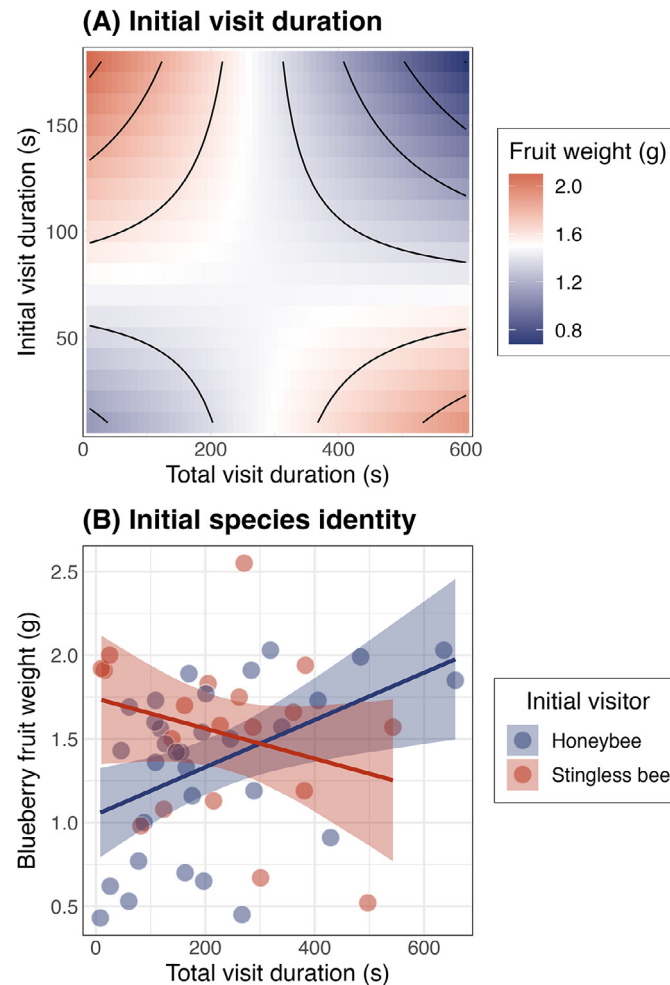 (A) Initial visit duration
Initial visit duration (s)
150
100
50
0
200
400
600
Total visit duration (s)
Fruit weight (g)
2.0
1.6
1.2
0.8
(B) Initial species identity
Blueberry fruit weight (g)
2.5
2.0
1.5
1.0
0.5
0
200
400
600
Total visit duration (s)
Initial visitor
Honeybee
Stingless bee